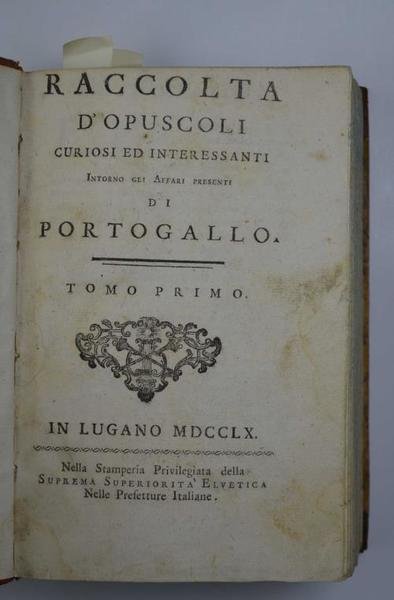 RACCOLTA
D'OPUSCOLI
CURIOSI ED INTERESSANTI
INTORNO GLI AFFARI PRESENTI
DI
PORTOGALLO.
TOMO PRIMO.
IN LUGANO MDCCLX.
Nella Stamperia Privilegiata della
SUPREMA SUPERIORITA' ELVETICA
Nelle Prefetture Italiane.